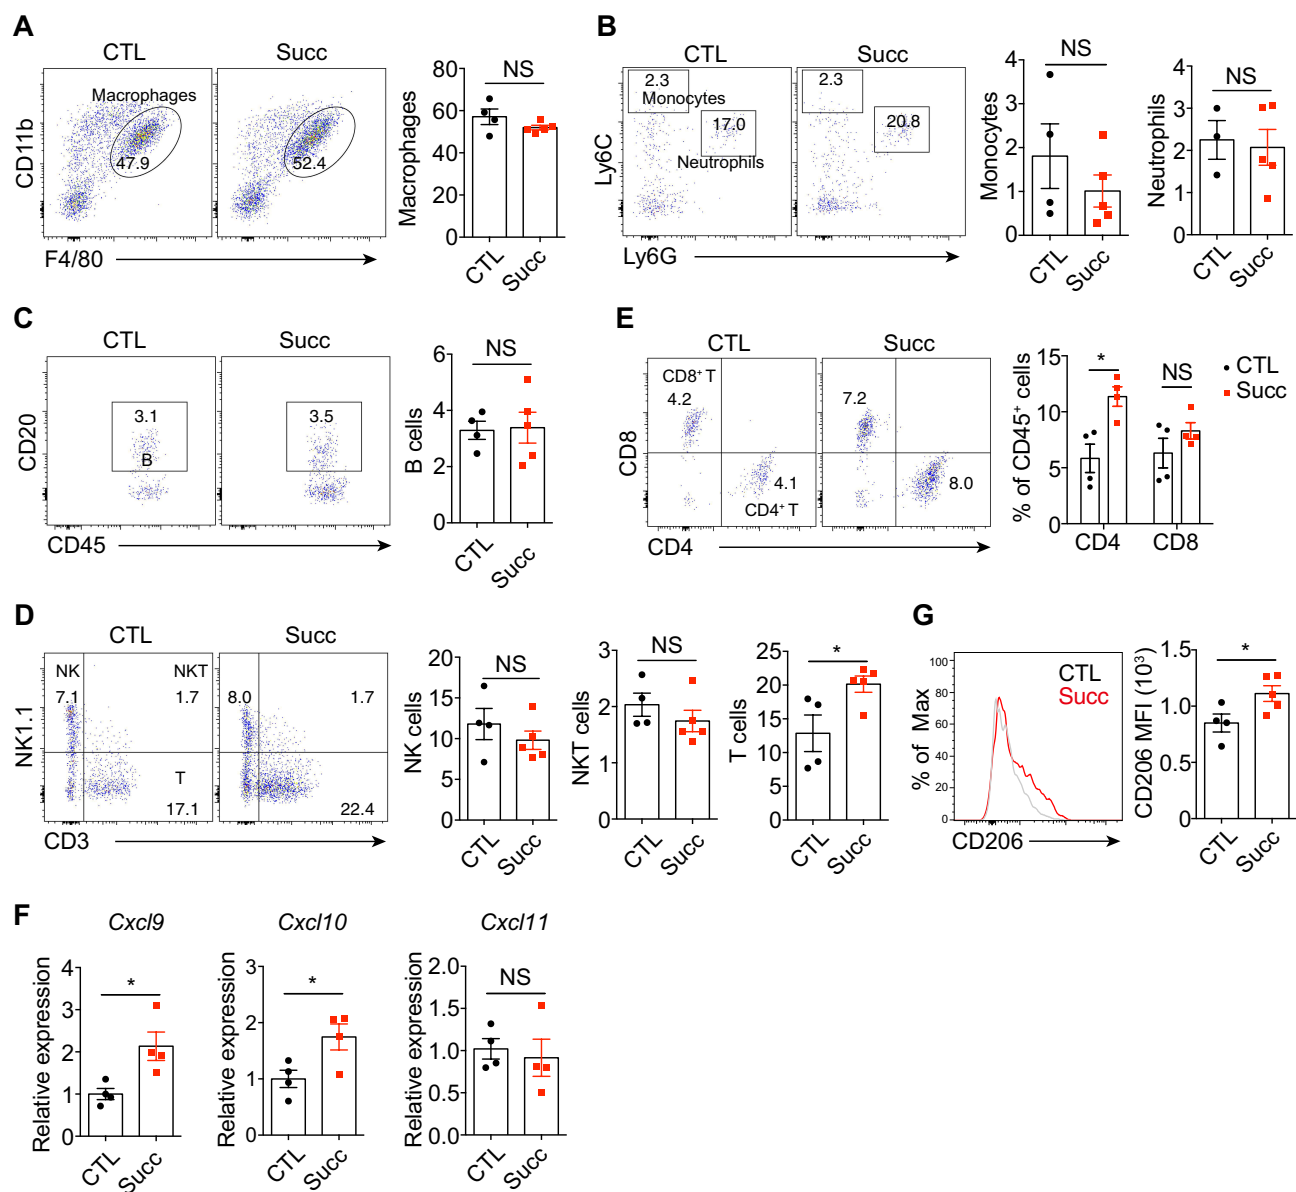 A
CTL
Succ
CD11b
Macrophages
47.9
52.4
F4/80
Macrophages
80
60
40
20
0
NS
CTL
Succ
B
CTL
Succ
Ly6C
2.3
Monocytes
17.0
Neutrophils
2.3
20.8
Ly6G
Monocytes
4
3
2
1
0
NS
CTL
Succ
Neutrophils
4
3
2
1
0
NS
CTL
Succ
C
CTL
Succ
CD20
3.1
B
3.5
CD45
B cells
6
4
2
0
NS
CTL
Succ
E
CTL
Succ
CD8
CD8⁺ T
4.2
4.1
CD4⁺ T
7.2
8.0
CD4
% of CD45⁺ cells
15
10
5
0
*
NS
CD4
CD8
CTL
Succ
D
CTL
Succ
NK1.1
NK
7.1
NKT
1.7
T
17.1
8.0
1.7
22.4
CD3
NK cells
20
15
10
5
0
NS
CTL
Succ
NKT cells
3
2
1
0
NS
CTL
Succ
T cells
25
20
15
10
5
0
*
CTL
Succ
G
% of Max
100
80
60
40
20
0
CTL
Succ
CD206
CD206 MFI (10³)
1.5
1.0
0.5
0
*
CTL
Succ
F
Cxcl9
Relative expression
4
3
2
1
0
*
CTL
Succ
Cxcl10
Relative expression
3
2
1
0
*
CTL
Succ
Cxcl11
Relative expression
2.0
1.5
1.0
0.5
0.0
NS
CTL
Succ